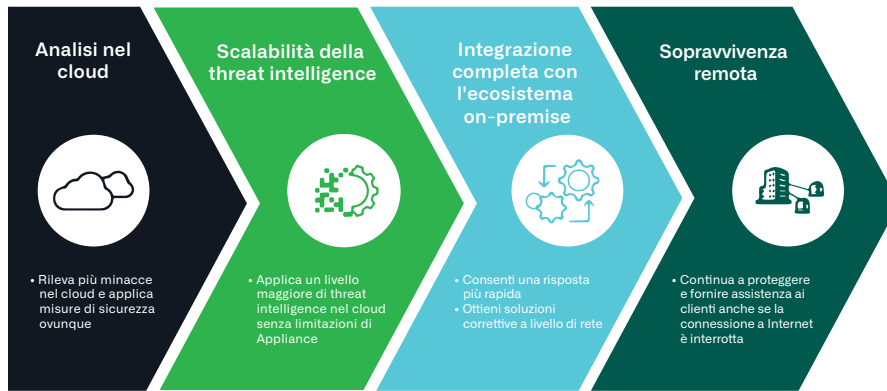 Analisi nel
cloud
• Rileva più minacce
nel cloud e applica
misure di sicurezza
ovunque
Scalabilità della
threat intelligence
• Applica un livello
maggiore di threat
intelligence nel cloud
senza limitazioni di
Appliance
Integrazione
completa con
l'ecosistema
on-premise
• Consenti una risposta
più rapida
• Ottieni soluzioni
correttive a livello di rete
Sopravvivenza
remota
• Continua a proteggere
e fornire assistenza ai
clienti anche se la
connessione a Internet
è interrotta